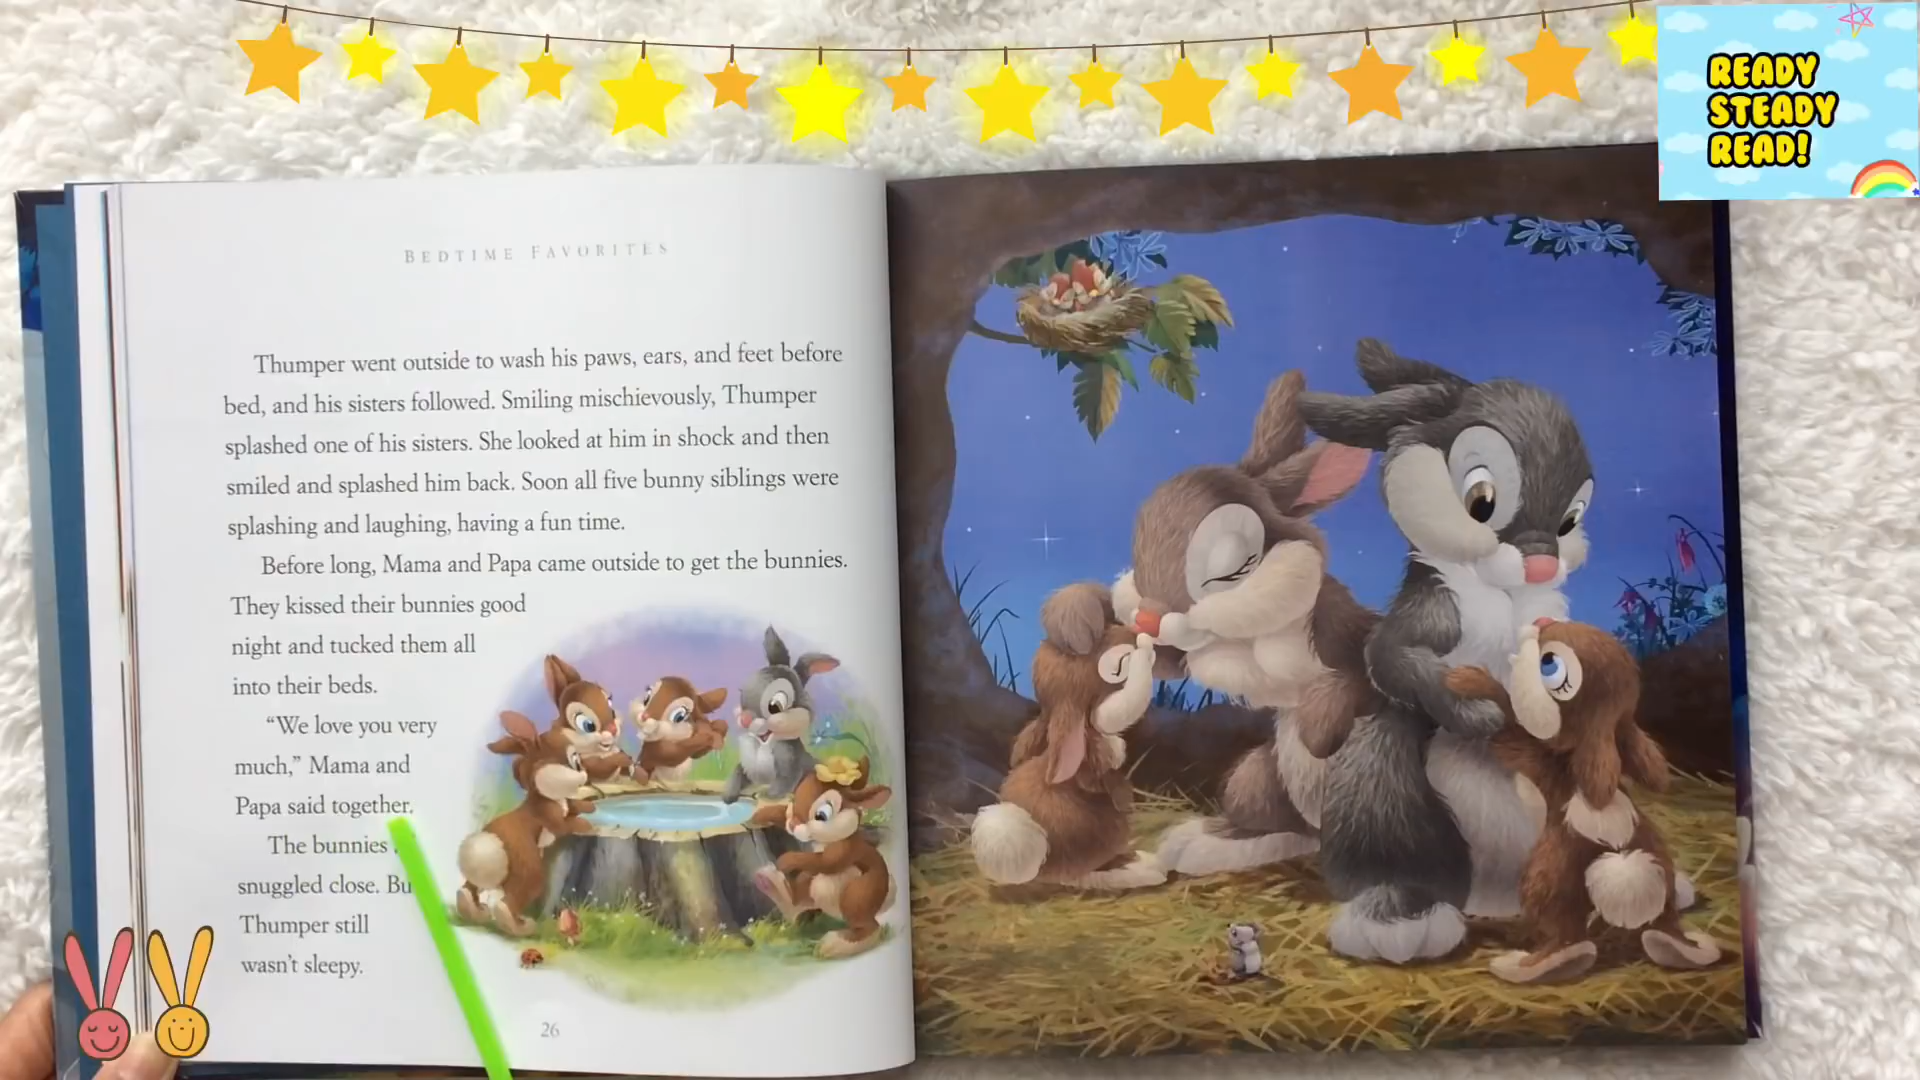 READY
STEADY
READ!
BEDTIME FAVORITES
Thumper went outside to wash his paws, ears, and feet before
bed, and his sisters followed. Smiling mischievously, Thumper
splashed one of his sisters. She looked at him in shock and then
smiled and splashed him back. Soon all five bunny siblings were
splashing and laughing, having a fun time.
Before long, Mama and Papa came outside to get the bunnies.
They kissed their bunnies good
night and tucked them all
into their beds.
“We love you very
much,” Mama and
Papa said together.
The bunnies
snuggled close.
Thumper still
wasn't sleepy.
26